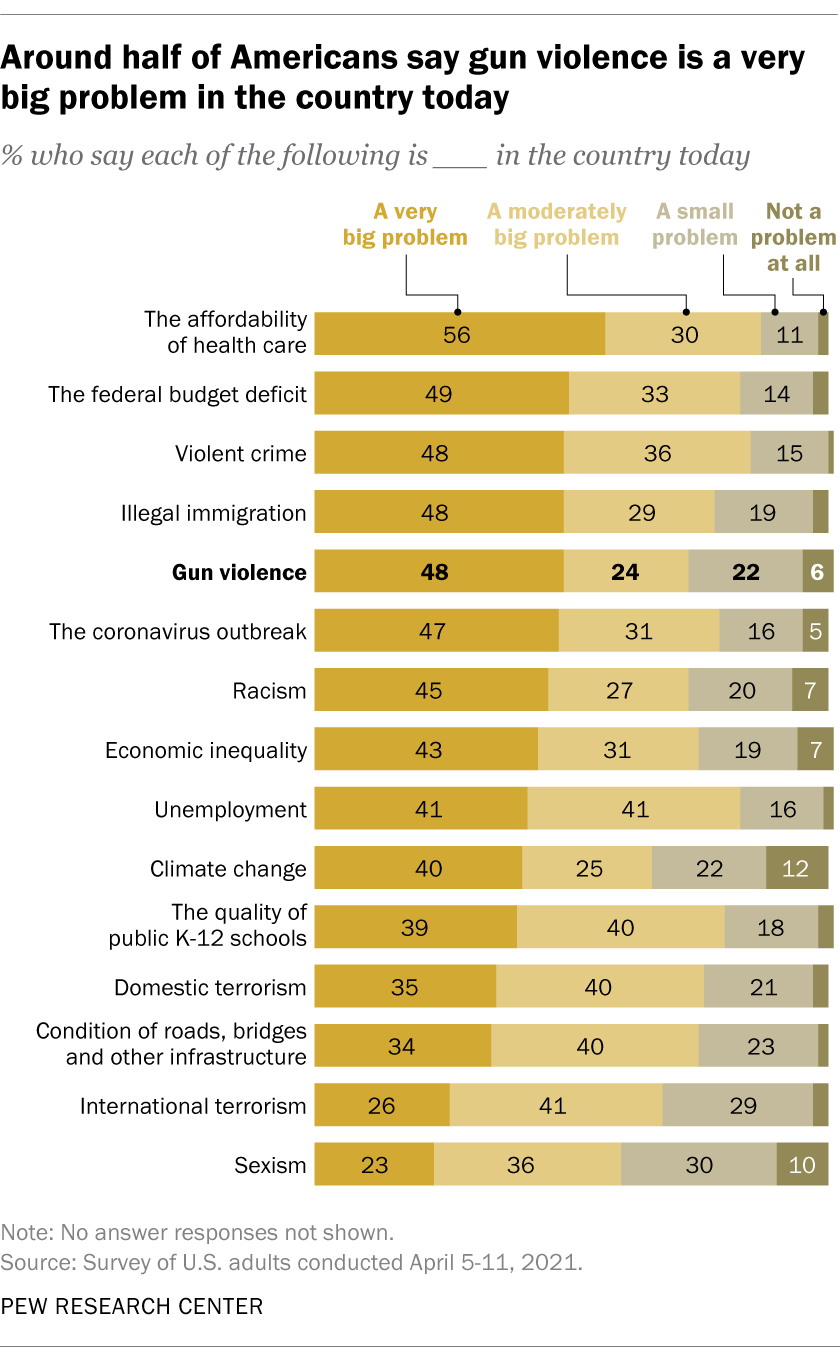 Around half of Americans say gun violence is a very
big problem in the country today
% who say each of the following is ___ in the country today
A very
big problem
A moderately
big problem
A small
problem
Not a
problem
at all
The affordability
of health care
56 30 11
The federal budget deficit 49 33 14
Violent crime 48 36 15
Illegal immigration 48 29 19
Gun violence 48 24 22 6
The coronavirus outbreak 47 31 16 5
Racism 45 27 20 7
Economic inequality 43 31 19 7
Unemployment 41 41 16
Climate change 40 25 22 12
The quality of
public K-12 schools
39 40 18
Domestic terrorism 35 40 21
Condition of roads, bridges
and other infrastructure
34 40 23
International terrorism 26 41 29
Sexism 23 36 30 10
Note: No answer responses not shown.
Source: Survey of U.S. adults conducted April 5-11, 2021.
PEW RESEARCH CENTER